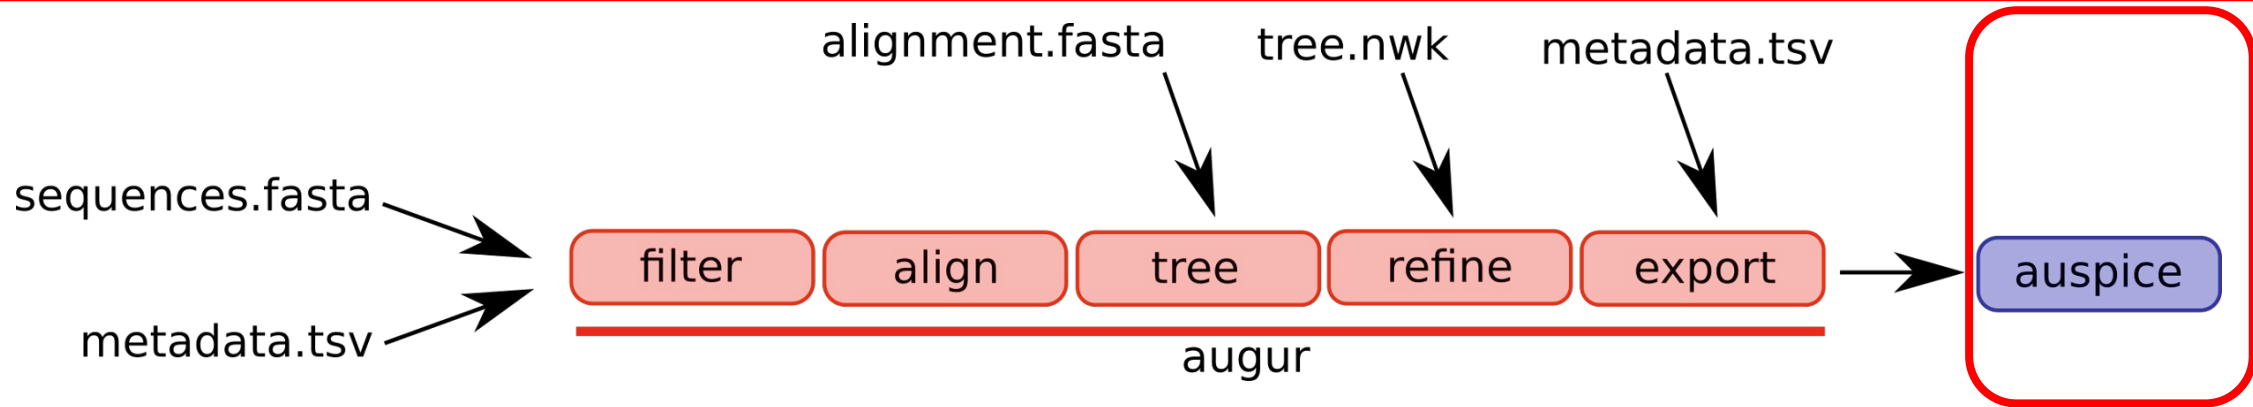 alignment.fasta
tree.nwk
metadata.tsv
sequences.fasta
metadata.tsv
filter
align
tree
refine
export
auspice
augur